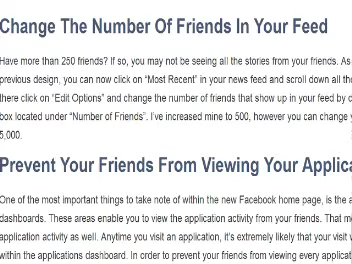 Change The Number Of Friends In Your Feed
Have more than 250 friends? If so, you may not be seeing all the stories from your friends. As
previous design, you can now click on “Most Recent” in your news feed and scroll down all the
there click on “Edit Options” and change the number of friends that show up in your feed by
box located under “Number of Friends”. I’ve increased mine to 500, however you can change
5,000.
Prevent Your Friends From Viewing Your
One of the most important things to take note of within the new Facebook home page, is the
dashboards. These areas enable you to view the application activity from your friends. That
application activity as well. Anytime you visit an application, it’s extremely likely that your visit
within the applications dashboard. In order to prevent your friends from viewing every